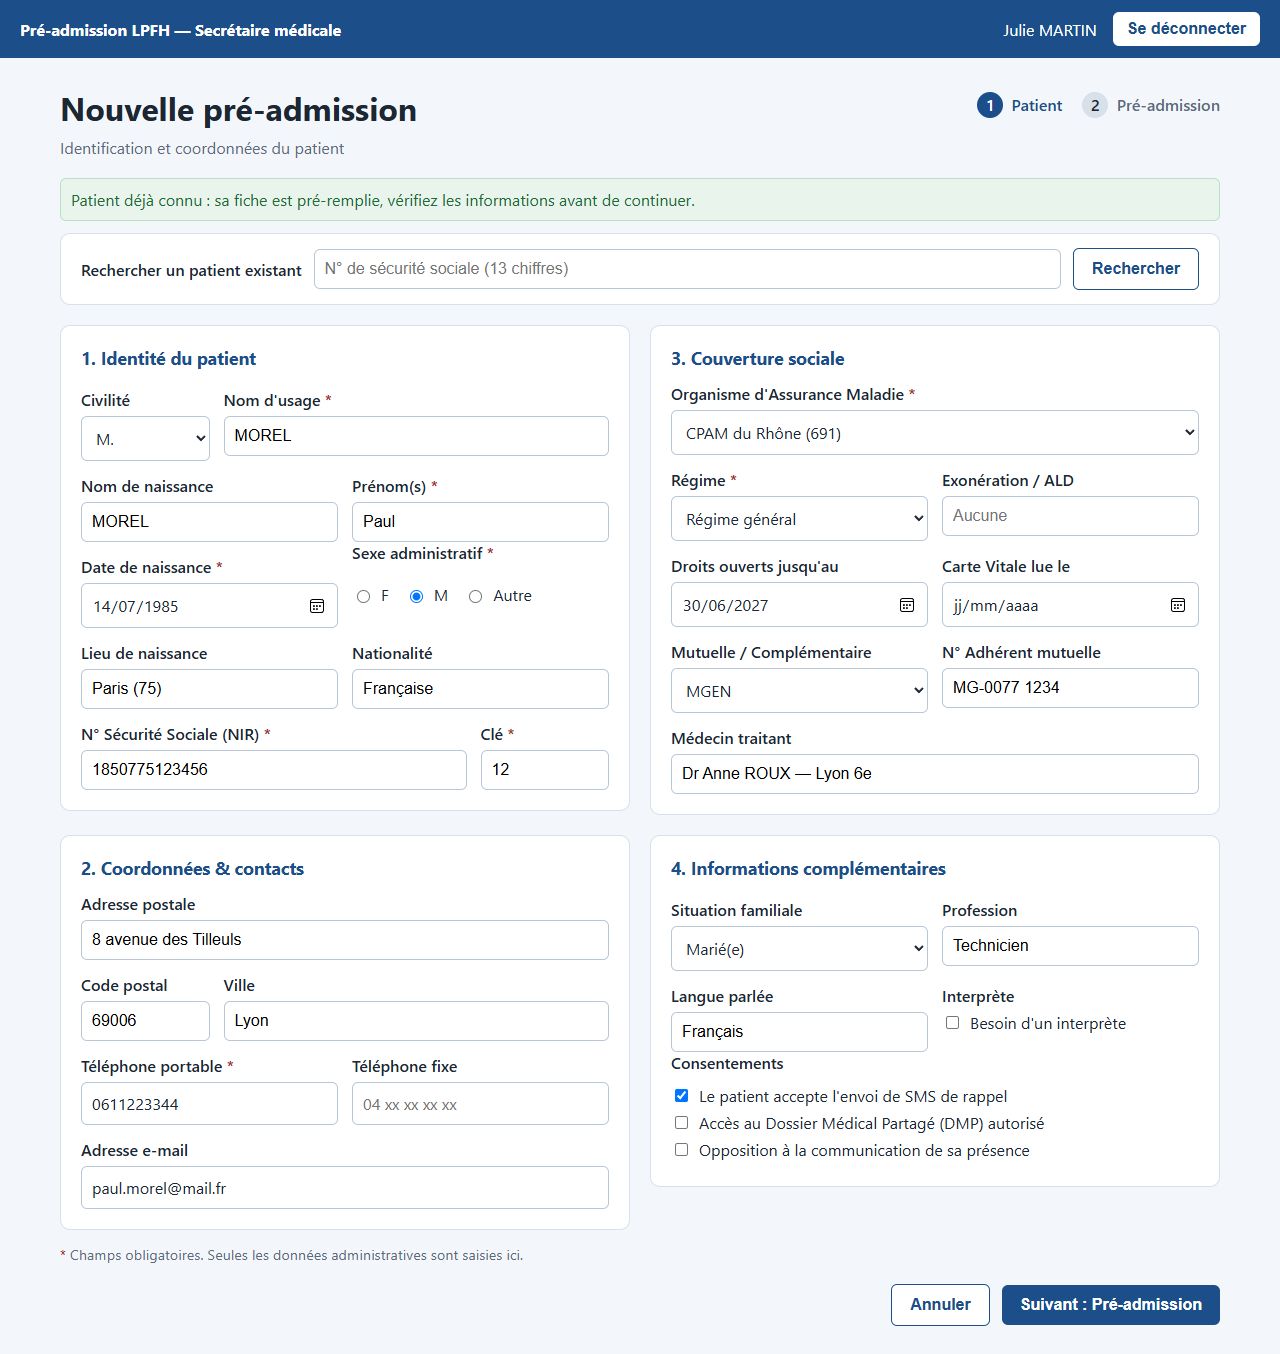 Pré-admission LPFH — Secrétaire médicale
Julie MARTIN
Se déconnecter
Nouvelle pré-admission
1 Patient
2 Pré-admission
Identification et coordonnées du patient
Patient déjà connu : sa fiche est pré-remplie, vérifiez les informations avant de continuer.
Rechercher un patient existant
N° de sécurité sociale (13 chiffres)
Rechercher
1. Identité du patient
Civilité
Nom d'usage *
M.
MOREL
Nom de naissance
Prénom(s) *
MOREL
Paul
Date de naissance *
Sexe administratif *
14/07/1985
F
M
Autre
Lieu de naissance
Nationalité
Paris (75)
Française
N° Sécurité Sociale (NIR) *
Clé *
1850775123456
12
3. Couverture sociale
Organisme d'Assurance Maladie *
CPAM du Rhône (691)
Régime *
Exonération / ALD
Régime général
Aucune
Droits ouverts jusqu'au
Carte Vitale lue le
30/06/2027
jj/mm/aaaa
Mutuelle / Complémentaire
N° Adhérent mutuelle
MGEN
MG-0077 1234
Médecin traitant
Dr Anne ROUX — Lyon 6e
2. Coordonnées & contacts
Adresse postale
8 avenue des Tilleuls
Code postal
Ville
69006
Lyon
Téléphone portable *
Téléphone fixe
0611223344
04 xx xx xx xx
Adresse e-mail
paul.morel@mail.fr
4. Informations complémentaires
Situation familiale
Profession
Marié(e)
Technicien
Langue parlée
Interprète
Français
Besoin d'un interprète
Consentements
Le patient accepte l'envoi de SMS de rappel
Accès au Dossier Médical Partagé (DMP) autorisé
Opposition à la communication de sa présence
* Champs obligatoires. Seules les données administratives sont saisies ici.
Annuler
Suivant : Pré-admission